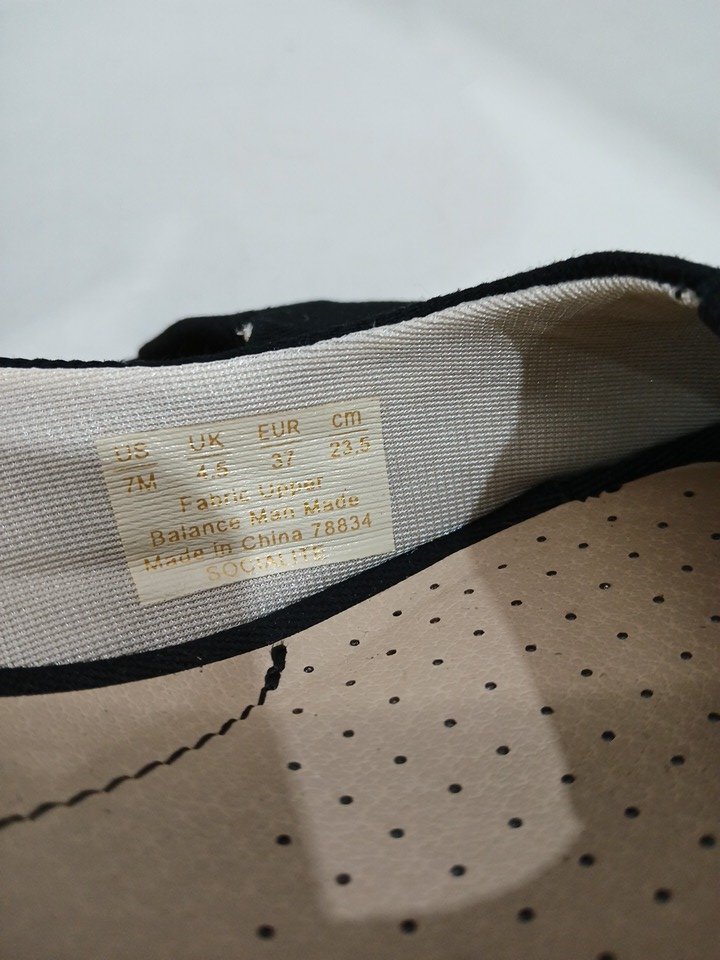 US UK EUR cm
7M 4.5 37 23.5
Fabric Upper
Balance Man Made
Made in China 78834
SOCIALITE